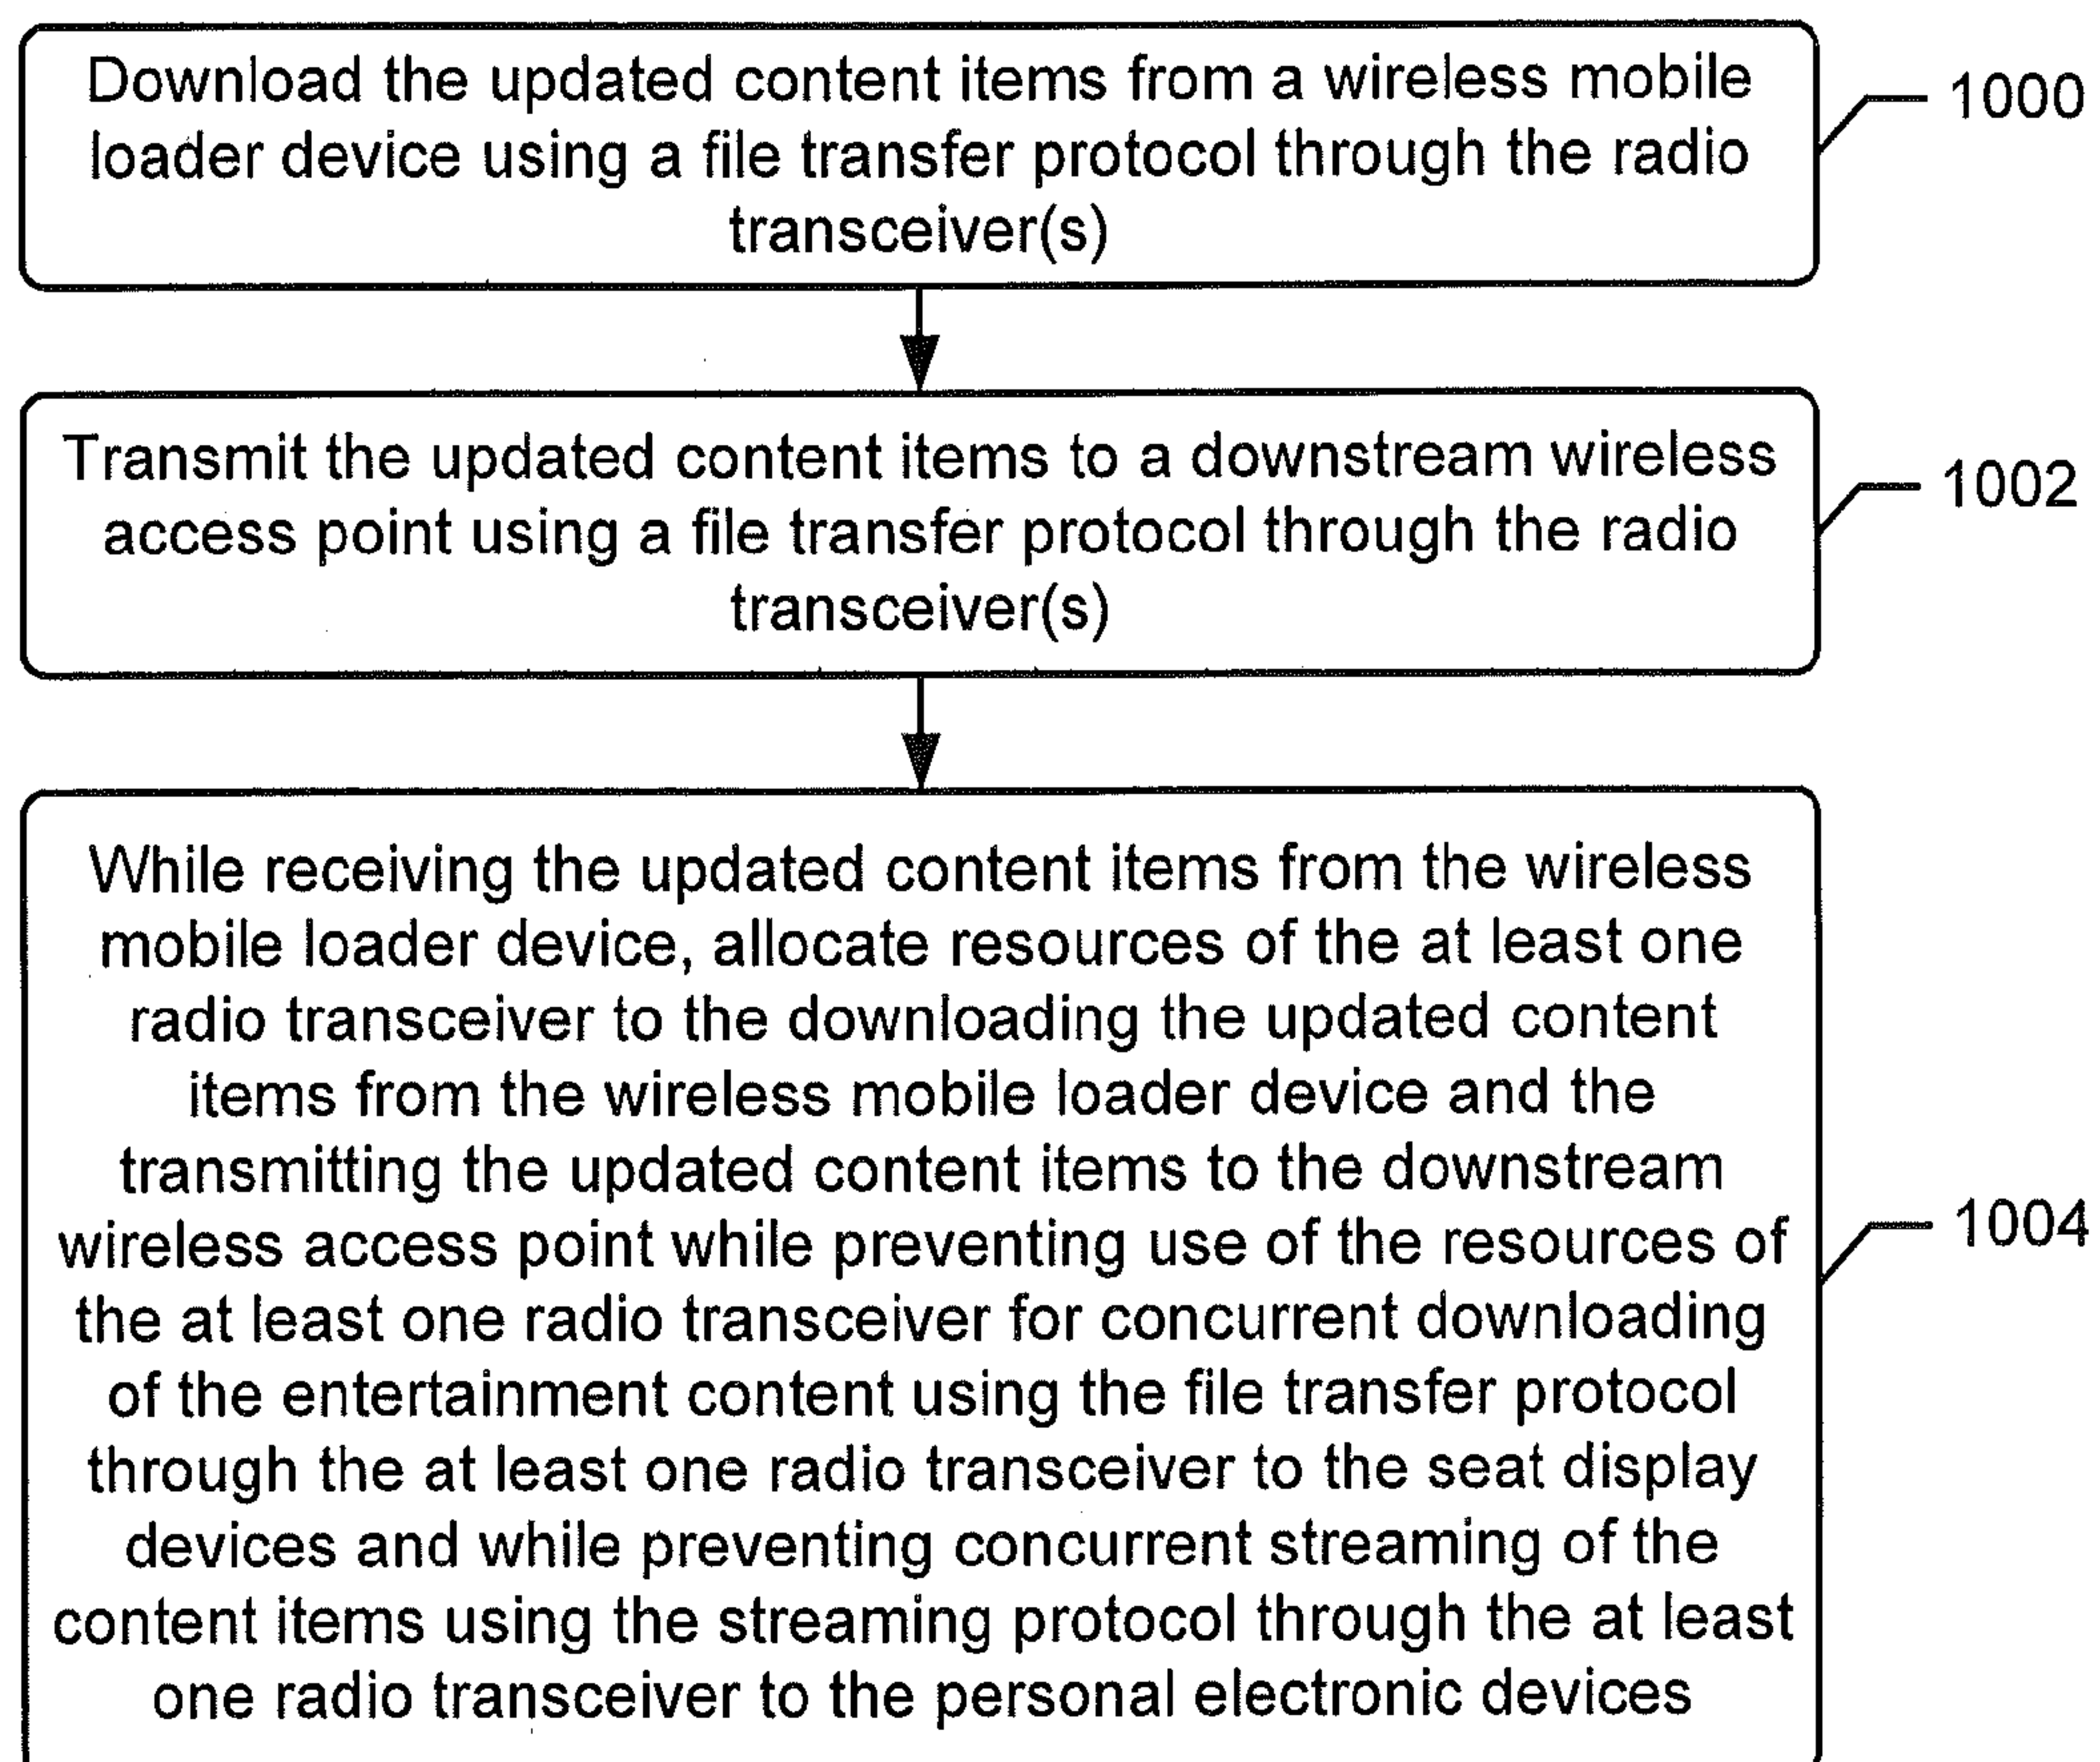 Download the updated content items from a wireless mobile
loader device using a file transfer protocol through the radio
transceiver(s)
1000
Transmit the updated content items to a downstream wireless
access point using a file transfer protocol through the radio
transceiver(s)
1002
While receiving the updated content items from the wireless
mobile loader device, allocate resources of the at least one
radio transceiver to the downloading the updated content
items from the wireless mobile loader device and the
transmitting the updated content items to the downstream
wireless access point while preventing use of the resources of
the at least one radio transceiver for concurrent downloading
of the entertainment content using the file transfer protocol
through the at least one radio transceiver to the seat display
devices and while preventing concurrent streaming of the
content items using the streaming protocol through the at least
one radio transceiver to the personal electronic devices
1004